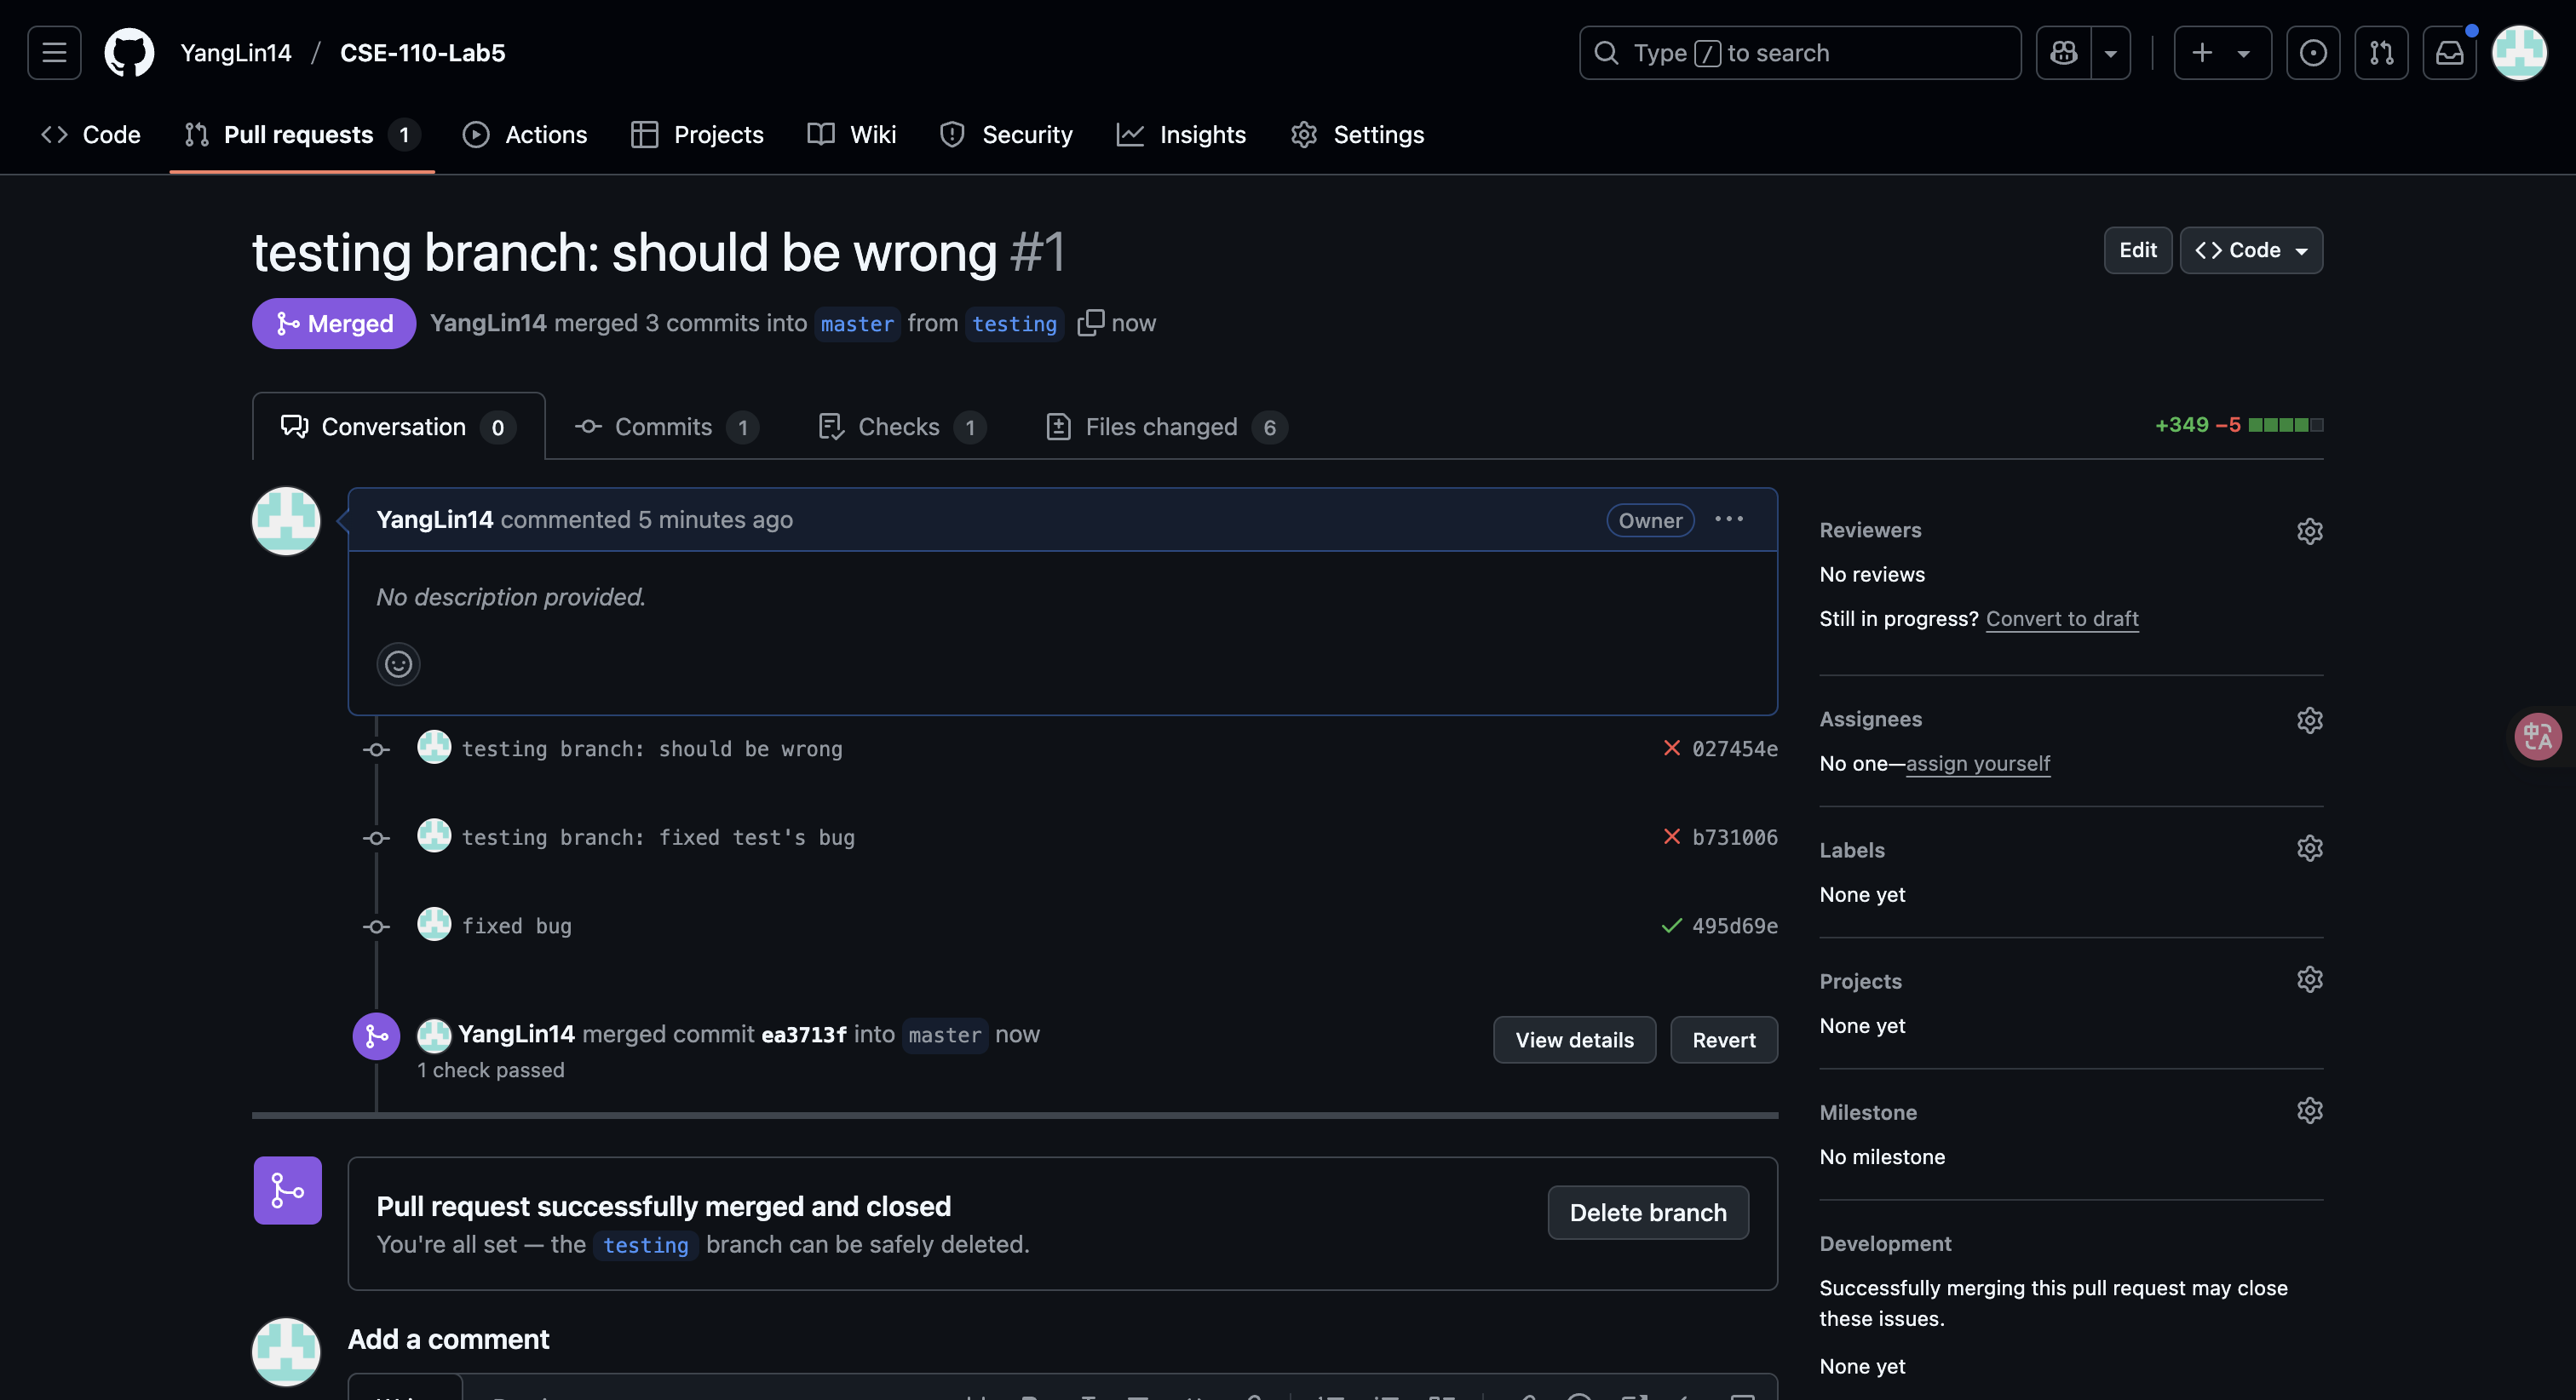 YangLin14 / CSE-110-Lab5
Type / to search
Code
Pull requests 1
Actions
Projects
Wiki
Security
Insights
Settings
testing branch: should be wrong #1
Edit
Code
Merged
YangLin14 merged 3 commits into master from testing now
Conversation 0
Commits 1
Checks 1
Files changed 6
+349 −5
YangLin14 commented 5 minutes ago
Owner
No description provided.
testing branch: should be wrong
027454e
testing branch: fixed test's bug
b731006
fixed bug
495d69e
YangLin14 merged commit ea3713f into master now
1 check passed
View details
Revert
Pull request successfully merged and closed
You're all set — the testing branch can be safely deleted.
Delete branch
Add a comment
Reviewers
No reviews
Still in progress? Convert to draft
Assignees
No one—assign yourself
Labels
None yet
Projects
None yet
Milestone
No milestone
Development
Successfully merging this pull request may close
these issues.
None yet
中A